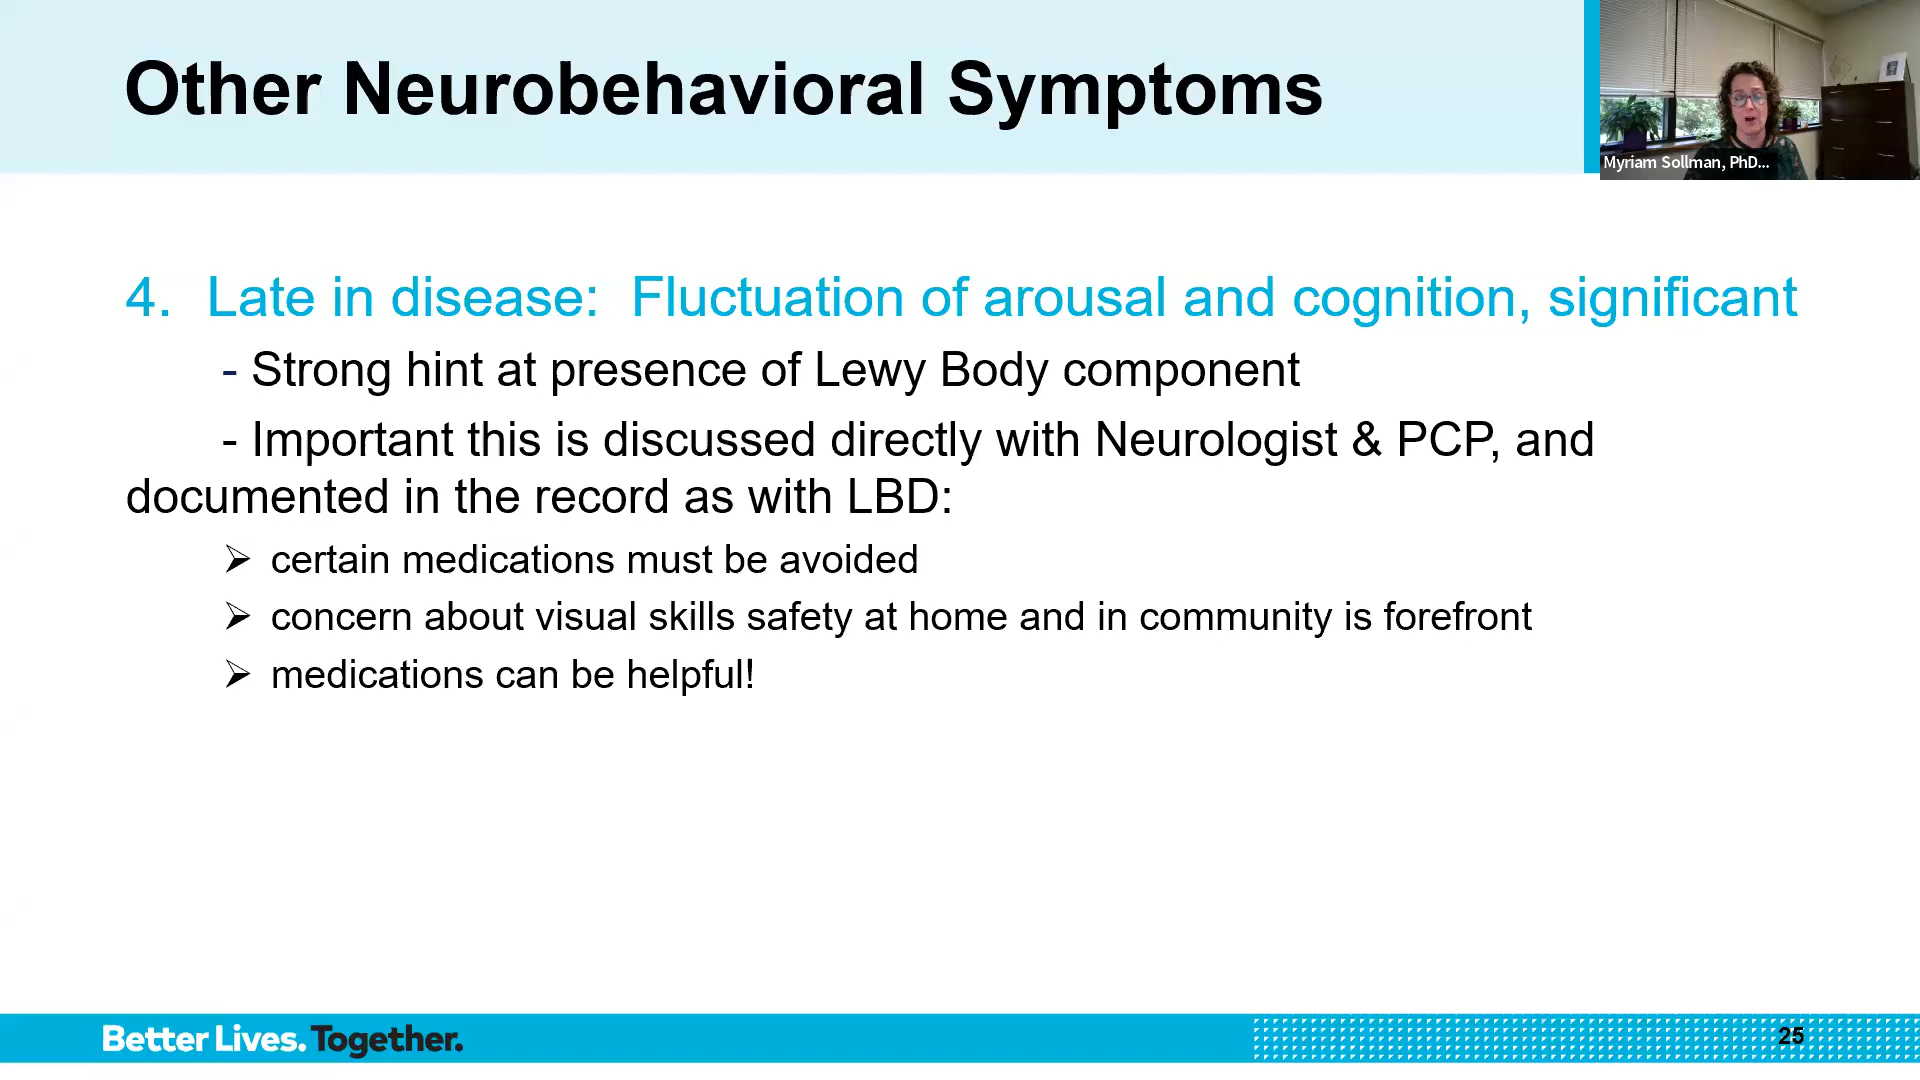 Other Neurobehavioral Symptoms
Myriam Sollman, PhD...
4. Late in disease: Fluctuation of arousal and cognition, significant
- Strong hint at presence of Lewy Body component
- Important this is discussed directly with Neurologist & PCP, and
documented in the record as with LBD:
➢ certain medications must be avoided
➢ concern about visual skills safety at home and in community is forefront
➢ medications can be helpful!
Better Lives. Together.
25